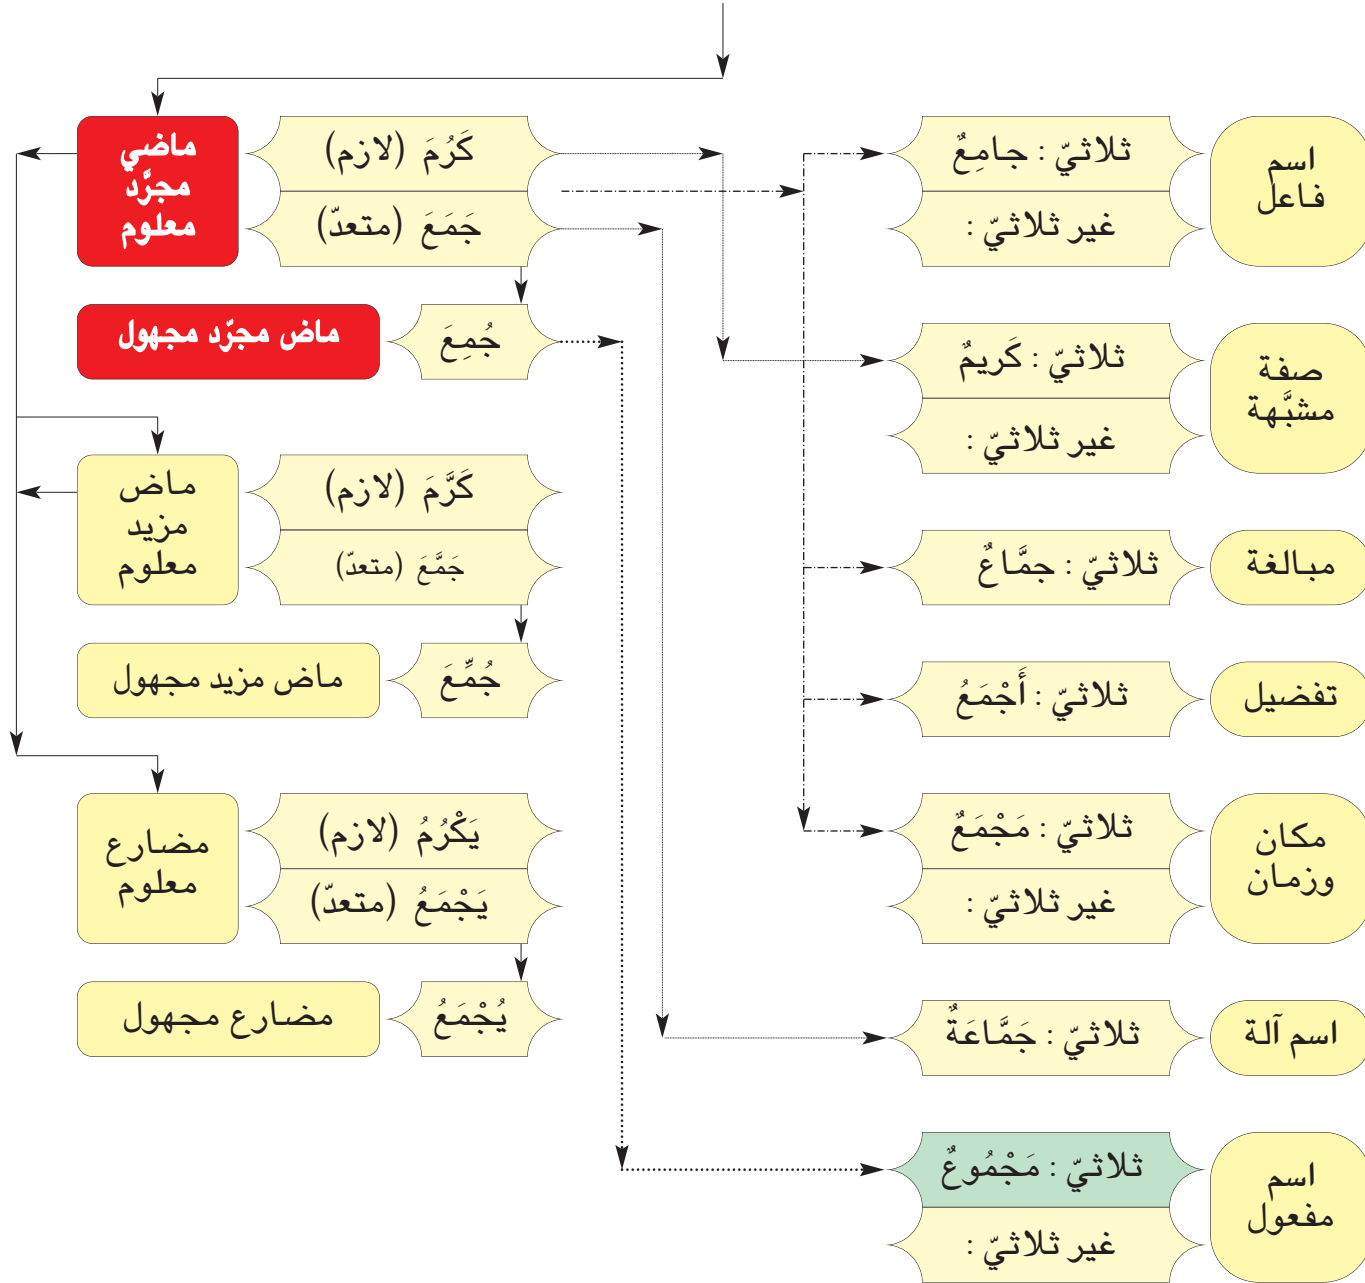 اسم
فاعل
ثلاثيّ : جامِعٌ
غير ثلاثيّ :
صفة
مشبَّهة
ثلاثيّ : كَريمٌ
غير ثلاثيّ :
مبالغة
ثلاثيّ : جمَّاعٌ
تفضيل
ثلاثيّ : أَجْمَعُ
مكان
وزمان
ثلاثيّ : مَجْمَعٌ
غير ثلاثيّ :
اسم آلة
ثلاثيّ : جَمَّاعَةٌ
اسم
مفعول
ثلاثيّ : مَجْمُوعٌ
غير ثلاثيّ :
كَرُمَ (لازم)
جَمَعَ (متعدّ)
ماضي
مجرَّد
معلوم
جُمِعَ
ماض مجرّد مجهول
كَرَّمَ (لازم)
جَمَّعَ (متعدّ)
ماض
مزيد
معلوم
جُمِّعَ
ماض مزيد مجهول
يَكْرُمُ (لازم)
يَجْمَعُ (متعدّ)
مضارع
معلوم
يُجْمَعُ
مضارع مجهول